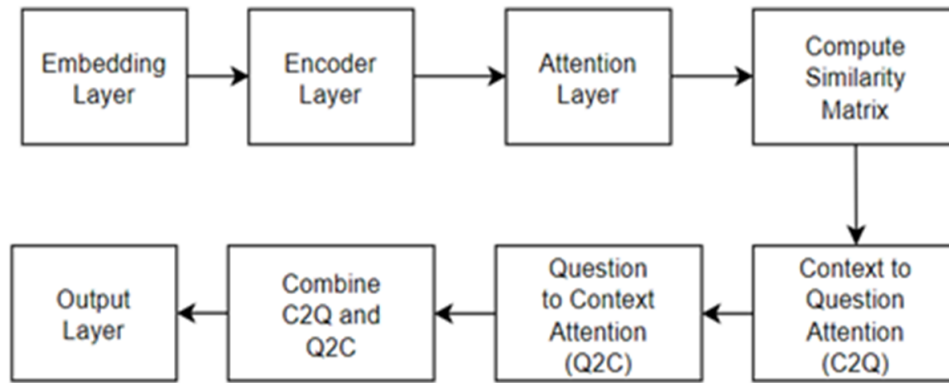 Embedding
Layer
Encoder
Layer
Attention
Layer
Compute
Similarity
Matrix
Context to
Question
Attention
(C2Q)
Question
to Context
Attention
(Q2C)
Combine
C2Q and
Q2C
Output
Layer